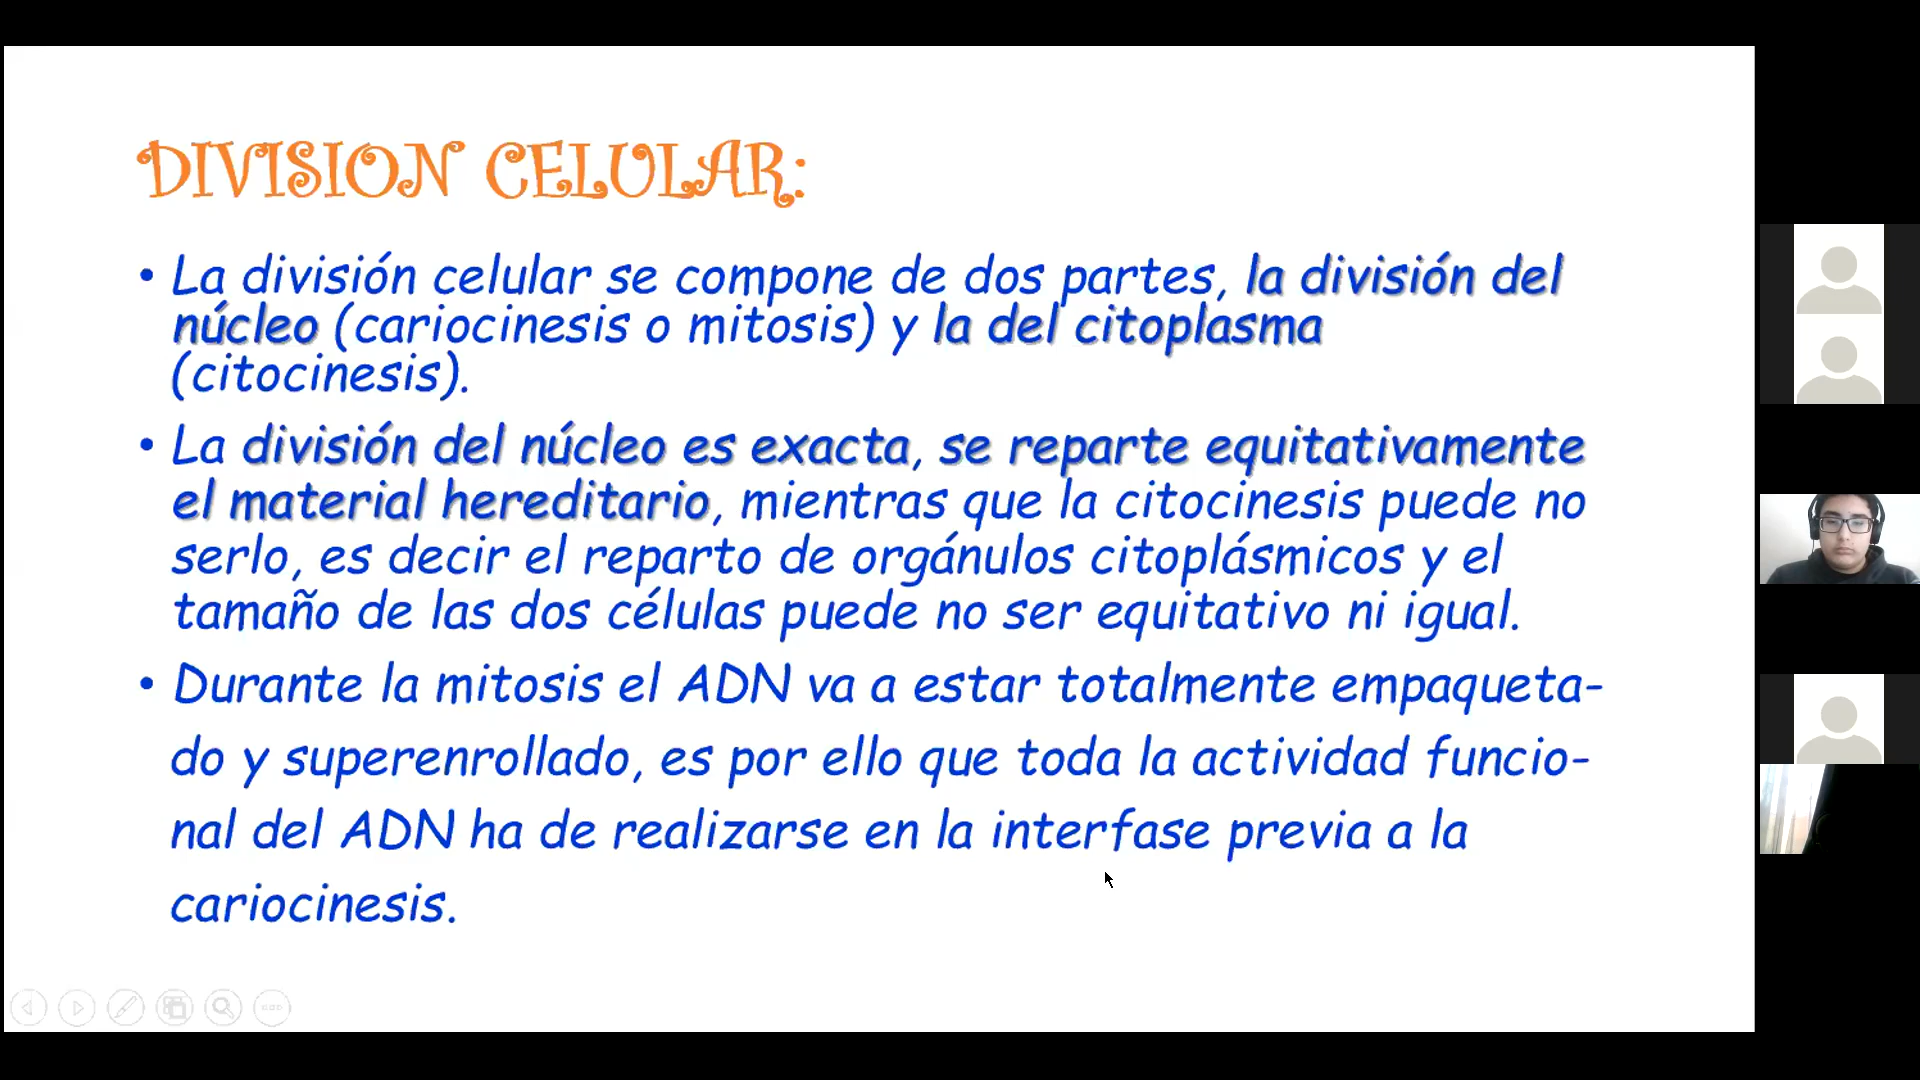 DIVISION CELULAR:
• La división celular se compone de dos partes, la división del
núcleo (cariocinesis o mitosis) y la del citoplasma
(citocinesis).
• La división del núcleo es exacta, se reparte equitativamente
el material hereditario, mientras que la citocinesis puede no
serlo, es decir el reparto de orgánulos citoplásmicos y el
tamaño de las dos células puede no ser equitativo ni igual.
• Durante la mitosis el ADN va a estar totalmente empaqueta-
do y superenrollado, es por ello que toda la actividad funcio-
nal del ADN ha de realizarse en la interfase previa a la
cariocinesis.